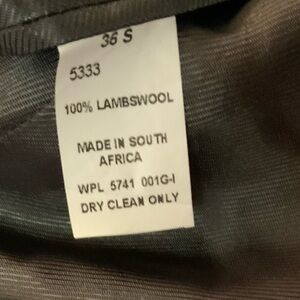 36 S
5333
100% LAMBSWOOL
MADE IN SOUTH
AFRICA
WPL 5741 001G-I
DRY CLEAN ONLY